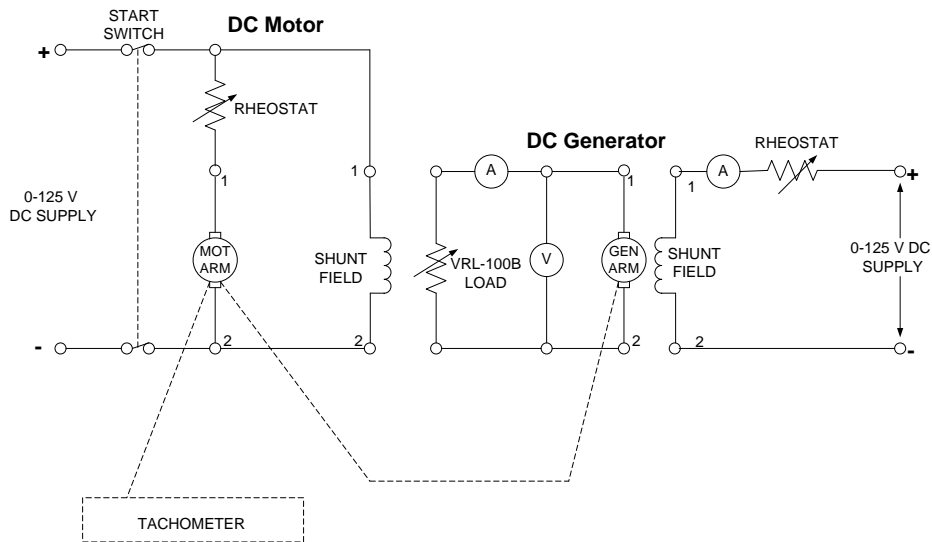 START
SWITCH
DC Motor
+
RHEOSTAT
DC Generator
RHEOSTAT
1
1
A
1
1
A
+
0-125 V
DC SUPPLY
MOT
ARM
SHUNT
FIELD
VRL-100B
LOAD
V
GEN
ARM
SHUNT
FIELD
0-125 V DC
SUPPLY
-
2
2
2
2
-
TACHOMETER